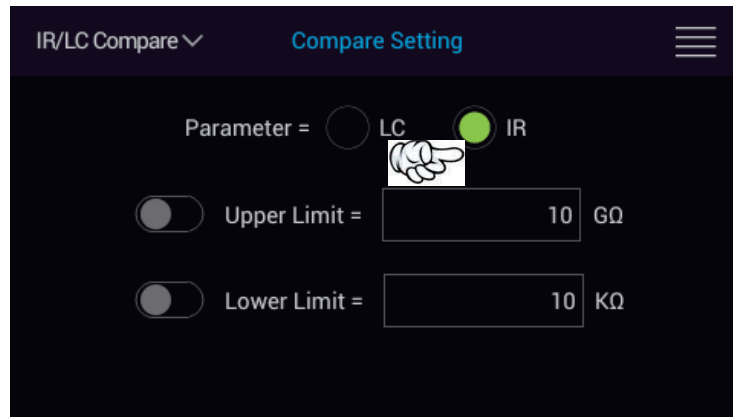 IR/LC Compare Compare Setting
Parameter = LC IR
Upper Limit = 10 GΩ
Lower Limit = 10 KΩ